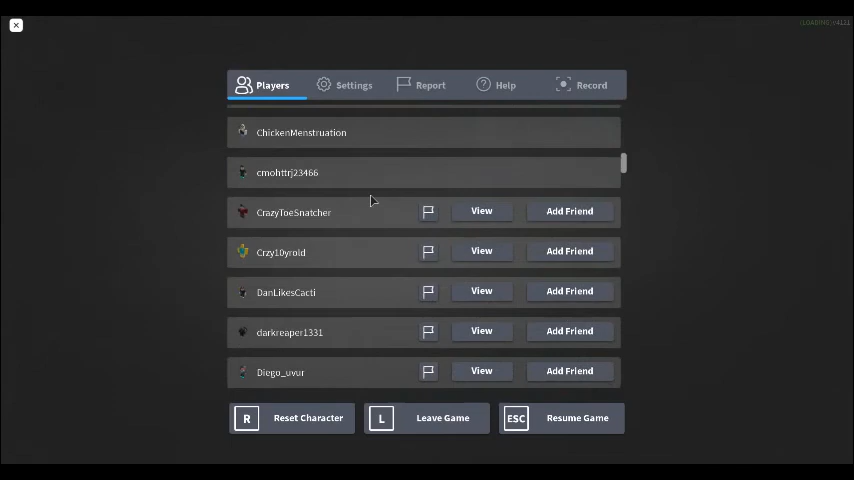 Players
Settings
Report
Help
Record
ChickenMenstruation
cmohttrj23466
CrazyToeSnatcher
View
Add Friend
Crzy10yrold
View
Add Friend
DanLikesCacti
View
Add Friend
darkreaper1331
View
Add Friend
Diego_uvur
View
Add Friend
R
Reset Character
L
Leave Game
ESC
Resume Game